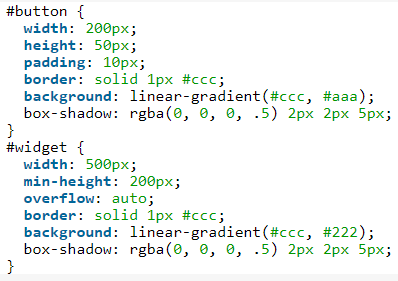 #button {
  width: 200px;
  height: 50px;
  padding: 10px;
  border: solid 1px #ccc;
  background: linear-gradient(#ccc, #aaa);
  box-shadow: rgba(0, 0, 0, .5) 2px 2px 5px;
}
#widget {
  width: 500px;
  min-height: 200px;
  overflow: auto;
  border: solid 1px #ccc;
  background: linear-gradient(#ccc, #222);
  box-shadow: rgba(0, 0, 0, .5) 2px 2px 5px;
}